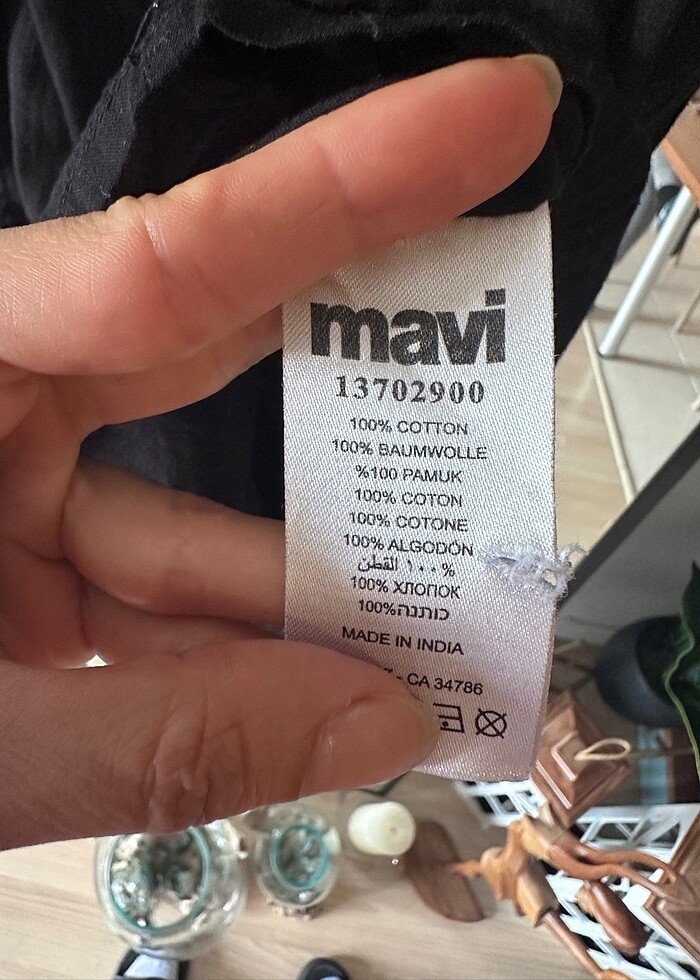 mavi
13702900
100% COTTON
100% BAUMWOLLE
%100 PAMUK
100% COTON
100% COTONE
100% ALGODÓN
١٠٠% القطن
100% ХЛОПОК
100% כותנה
MADE IN INDIA
- CA 34786